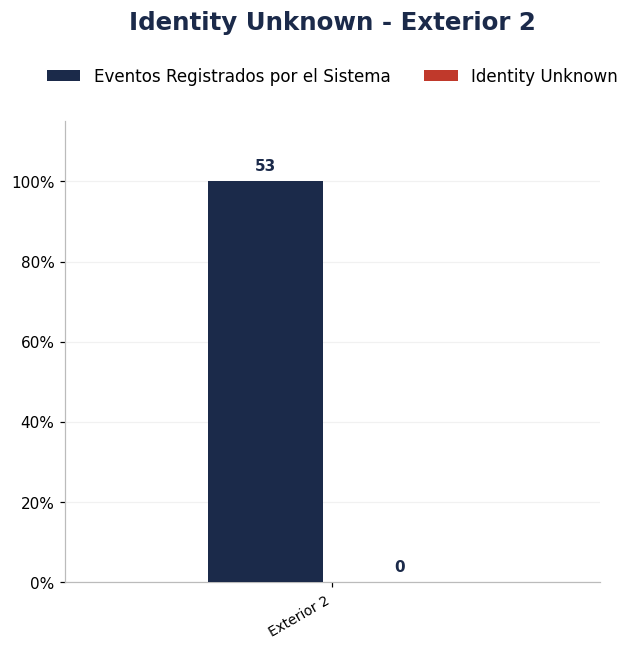 Identity Unknown - Exterior 2
Eventos Registrados por el Sistema
Identity Unknown
53
100%
80%
60%
40%
20%
0
0%
Exterior 2